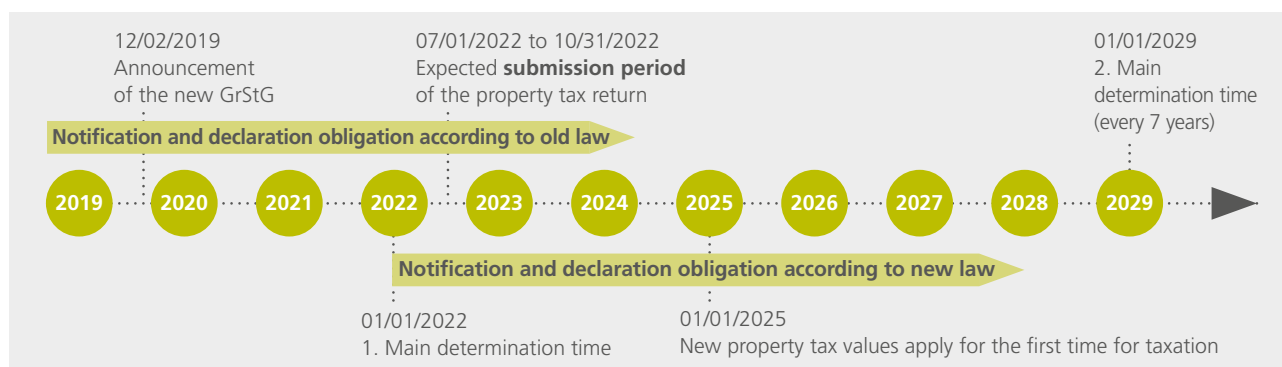 12/02/2019
Announcement
of the new GrStG
07/01/2022 to 10/31/2022
Expected submission period
of the property tax return
01/01/2029
2. Main
determination time
(every 7 years)
Notification and declaration obligation according to old law
2019 2020 2021 2022 2023 2024 2025 2026 2027 2028 2029
Notification and declaration obligation according to new law
01/01/2022
1. Main determination time
01/01/2025
New property tax values apply for the first time for taxation